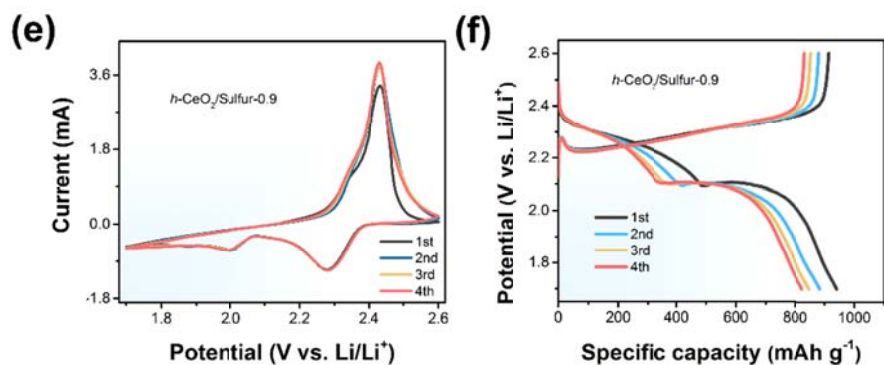 (e)
Current (mA)
3.6
1.8
0.0
-1.8
h-CeO2/Sulfur-0.9
1st
2nd
3rd
4th
1.8
2.0
2.2
2.4
2.6
Potential (V vs. Li/Li+)
(f)
Potential (V vs. Li/Li+)
2.6
2.4
2.2
2.0
1.8
h-CeO2/Sulfur-0.9
1st
2nd
3rd
4th
0
200
400
600
800
1000
Specific capacity (mAh g-1)